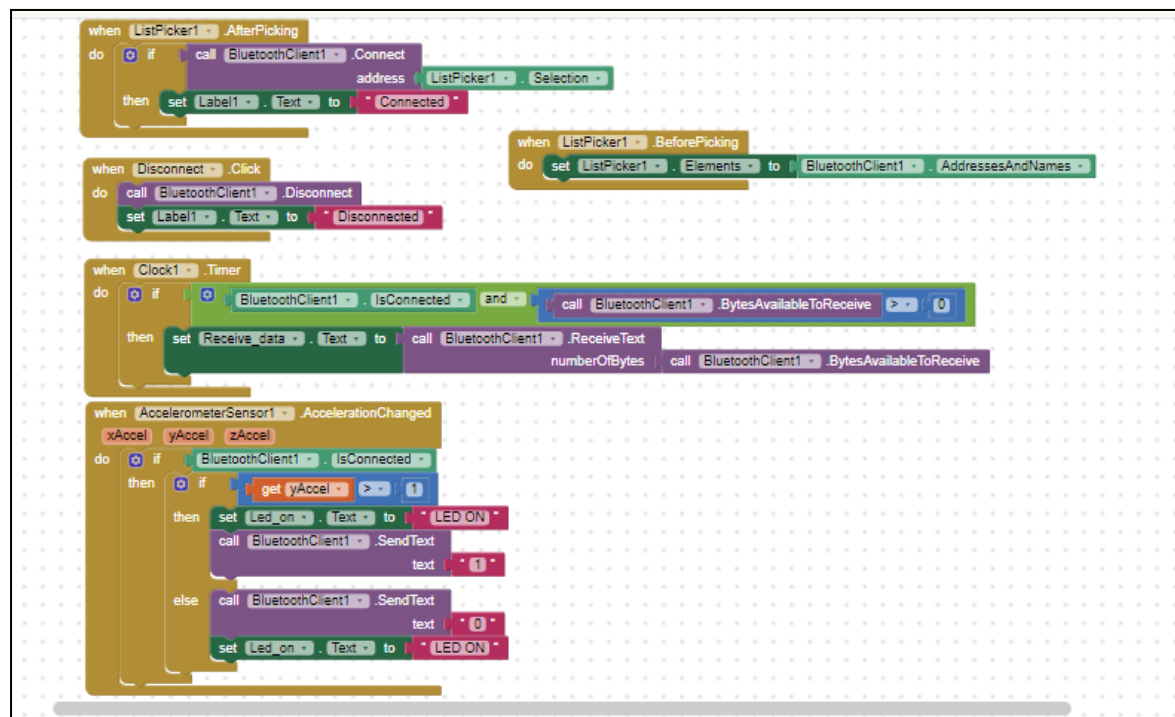 when ListPicker1 .AfterPicking
do if call BluetoothClient1 .Connect
address ListPicker1 . Selection
then set Label1 . Text to " Connected "
when ListPicker1 .BeforePicking
do set ListPicker1 . Elements to BluetoothClient1 . AddressesAndNames
when Disconnect .Click
do call BluetoothClient1 .Disconnect
set Label1 . Text to " Disconnected "
when Clock1 .Timer
do if BluetoothClient1 . IsConnected and call BluetoothClient1 .BytesAvailableToReceive > 0
then set Receive_data . Text to call BluetoothClient1 .ReceiveText
numberOfBytes call BluetoothClient1 .BytesAvailableToReceive
when AccelerometerSensor1 .AccelerationChanged
xAccel yAccel zAccel
do if BluetoothClient1 . IsConnected
then if get yAccel > 1
then set Led_on . Text to " LED ON "
call BluetoothClient1 .SendText
text " 1 "
else call BluetoothClient1 .SendText
text " 0 "
set Led_on . Text to " LED ON "